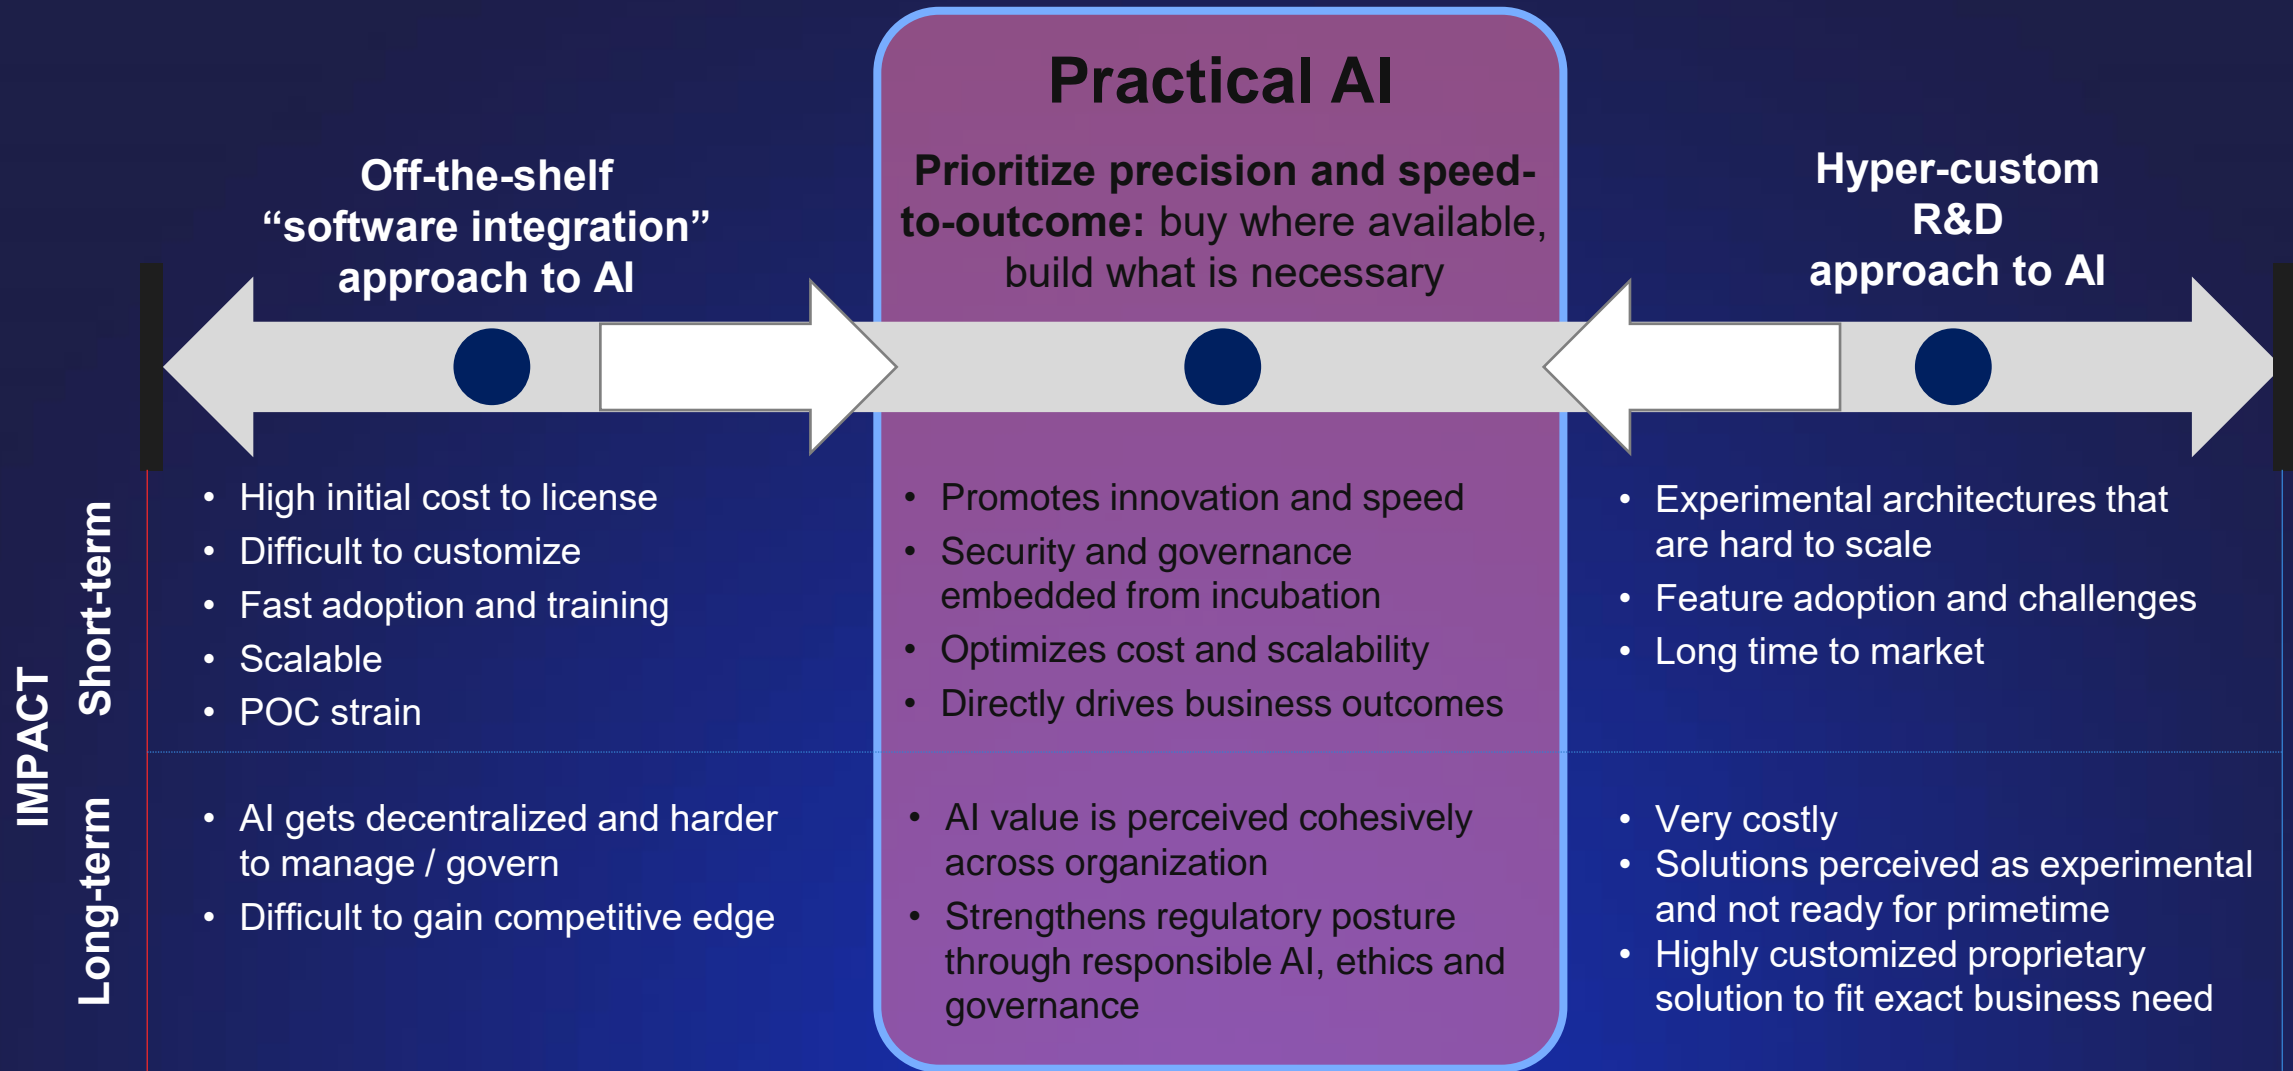 Practical AI
Off-the-shelf
“software integration”
approach to AI
Prioritize precision and speed-
to-outcome: buy where available,
build what is necessary
Hyper-custom
R&D
approach to AI
IMPACT
Short-term
• High initial cost to license
• Difficult to customize
• Fast adoption and training
• Scalable
• POC strain
• Promotes innovation and speed
• Security and governance
embedded from incubation
• Optimizes cost and scalability
• Directly drives business outcomes
• Experimental architectures that
are hard to scale
• Feature adoption and challenges
• Long time to market
Long-term
• AI gets decentralized and harder
to manage / govern
• Difficult to gain competitive edge
• AI value is perceived cohesively
across organization
• Strengthens regulatory posture
through responsible AI, ethics and
governance
• Very costly
• Solutions perceived as experimental
and not ready for primetime
• Highly customized proprietary
solution to fit exact business need